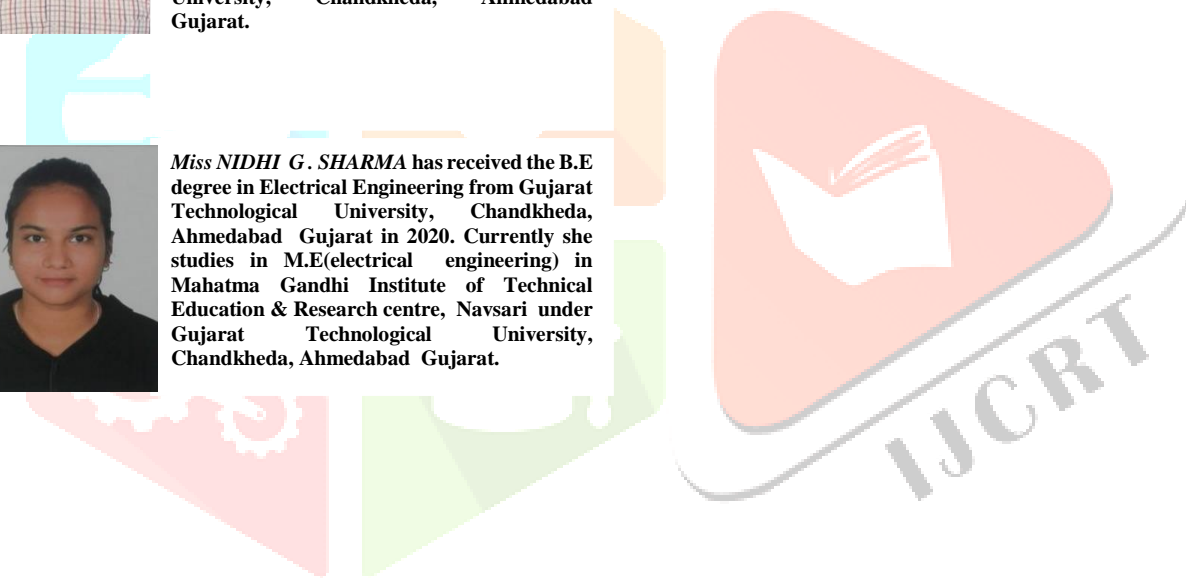 University, Chandkheda, Ahmedabad
Gujarat.
Miss NIDHI G. SHARMA has received the B.E
degree in Electrical Engineering from Gujarat
Technological University, Chandkheda,
Ahmedabad Gujarat in 2020. Currently she
studies in M.E(electrical engineering) in
Mahatma Gandhi Institute of Technical
Education & Research centre, Navsari under
Gujarat Technological University,
Chandkheda, Ahmedabad Gujarat.
IJCRT